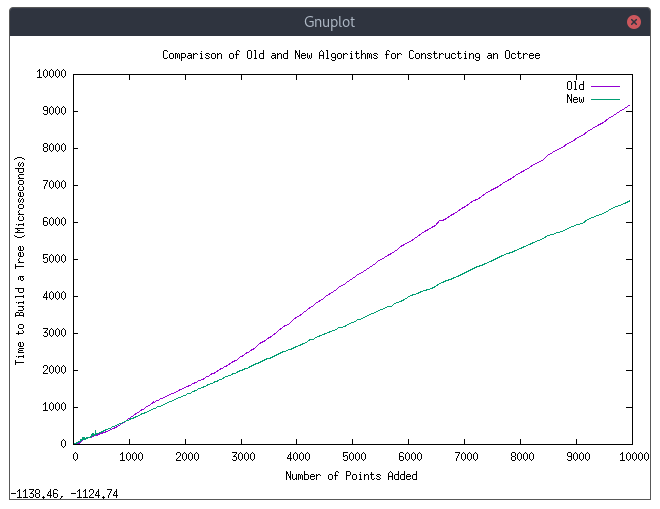 Gnuplot
Comparison of Old and New Algorithms for Constructing an Octree
Old
New
10000
9000
8000
7000
6000
5000
4000
3000
2000
1000
0
Time to Build a Tree (Microseconds)
0 1000 2000 3000 4000 5000 6000 7000 8000 9000 10000
Number of Points Added
-1138.46, -1124.74